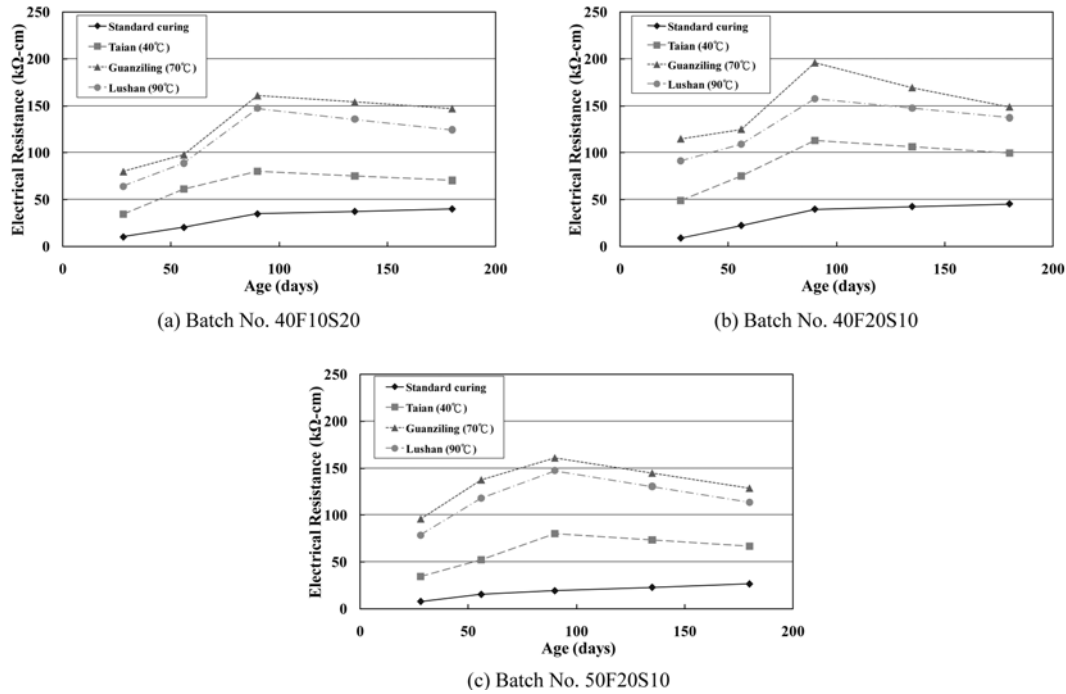 250
200
150
100
50
0
Electrical Resistance (kΩ-cm)
Standard curing
Taian (40℃)
Guanziling (70℃)
Lushan (90℃)
0 50 100 150 200
Age (days)
(a) Batch No. 40F10S20
250
200
150
100
50
0
Electrical Resistance (kΩ-cm)
Standard curing
Taian (40℃)
Guanziling (70℃)
Lushan (90℃)
0 50 100 150 200
Age (days)
(b) Batch No. 40F20S10
250
200
150
100
50
0
Electrical Resistance (kΩ-cm)
Standard curing
Taian (40℃)
Guanziling (70℃)
Lushan (90℃)
0 50 100 150 200
Age (days)
(c) Batch No. 50F20S10